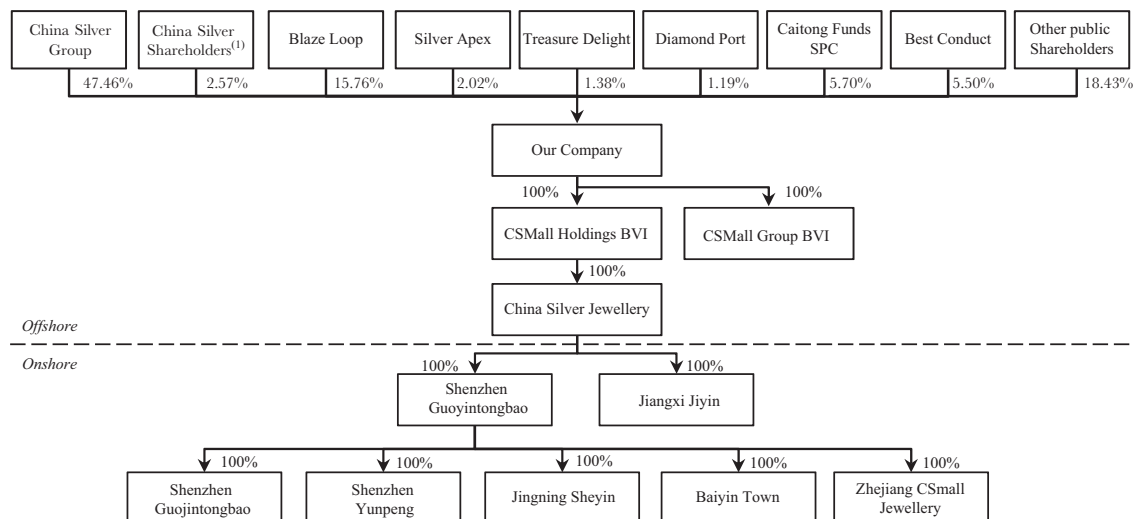 China Silver
Group
China Silver
Shareholders(1)
Blaze Loop
Silver Apex
Treasure Delight
Diamond Port
Caitong Funds
SPC
Best Conduct
Other public
Shareholders
47.46%
2.57%
15.76%
2.02%
1.38%
1.19%
5.70%
5.50%
18.43%
Our Company
100%
100%
CSMall Holdings BVI
CSMall Group BVI
100%
China Silver Jewellery
Offshore
Onshore
100%
100%
Shenzhen
Guoyintongbao
Jiangxi Jiyin
100%
100%
100%
100%
100%
Shenzhen
Guojintongbao
Shenzhen
Yunpeng
Jingning Sheyin
Baiyin Town
Zhejiang CSmall
Jewellery